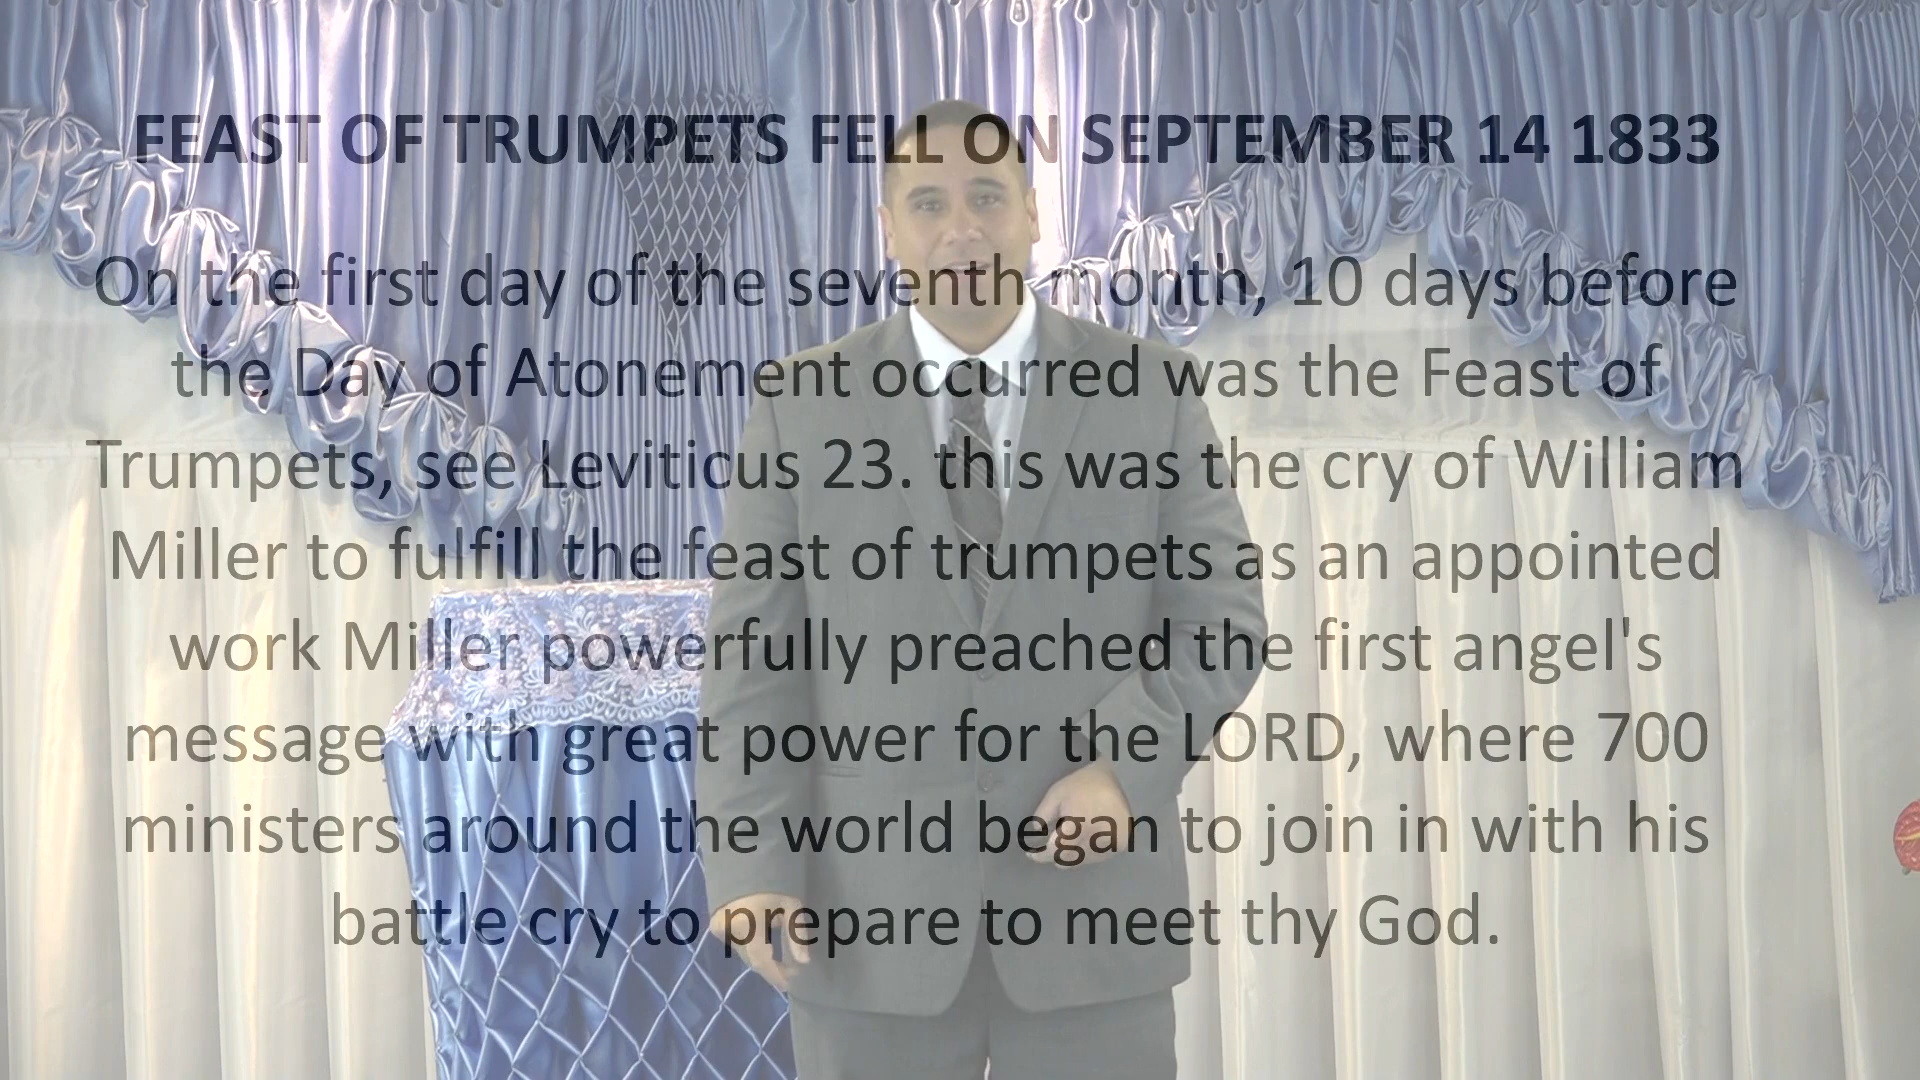 FEAST OF TRUMPETS FELL ON SEPTEMBER 14 1833
On the first day of the seventh month, 10 days before
the Day of Atonement occurred was the Feast of
Trumpets, see Leviticus 23. this was the cry of William
Miller to fulfill the feast of trumpets as an appointed
work Miller powerfully preached the first angel's
message with great power for the LORD, where 700
ministers around the world began to join in with his
battle cry to prepare to meet thy God.